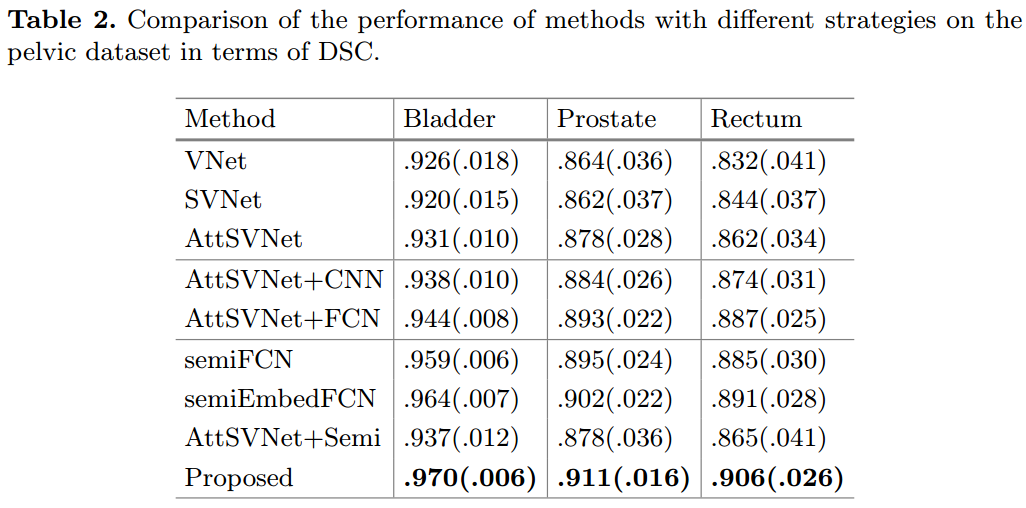 Table 2. Comparison of the performance of methods with different strategies on the
pelvic dataset in terms of DSC.
Method Bladder Prostate Rectum
VNet .926(.018) .864(.036) .832(.041)
SVNet .920(.015) .862(.037) .844(.037)
AttSVNet .931(.010) .878(.028) .862(.034)
AttSVNet+CNN .938(.010) .884(.026) .874(.031)
AttSVNet+FCN .944(.008) .893(.022) .887(.025)
semiFCN .959(.006) .895(.024) .885(.030)
semiEmbedFCN .964(.007) .902(.022) .891(.028)
AttSVNet+Semi .937(.012) .878(.036) .865(.041)
Proposed .970(.006) .911(.016) .906(.026)